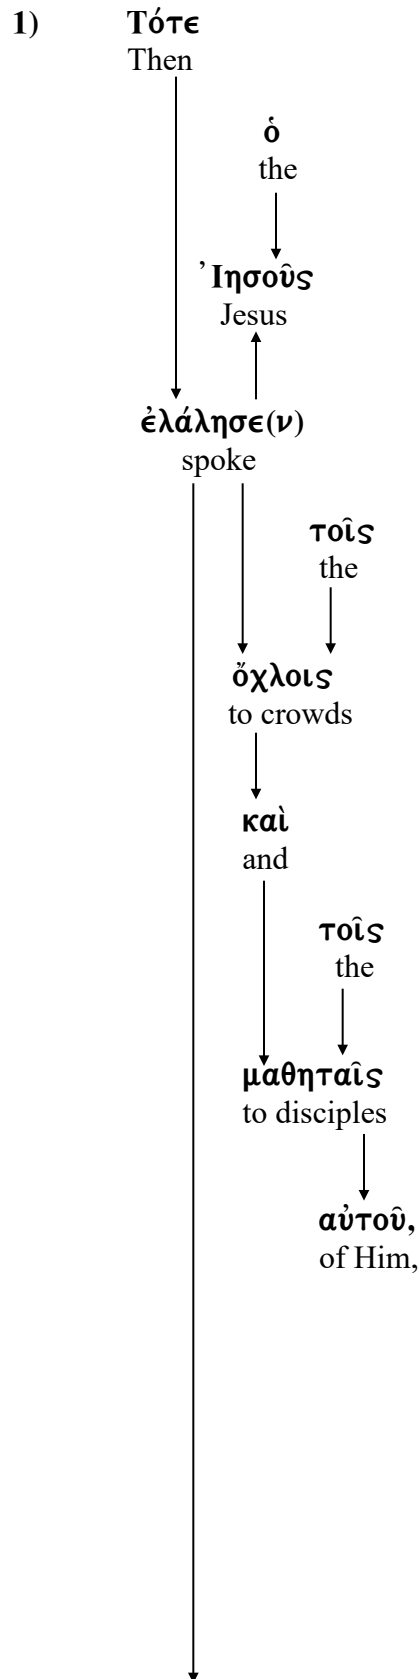 1) Τότε
Then
ὁ
the
᾿Ιησοῦς
Jesus
ἐλάλησε(ν)
spoke
τοῖς
the
ὄχλοις
to crowds
καὶ
and
τοῖς
the
μαθηταῖς
to disciples
αὐτοῦ,
of Him,